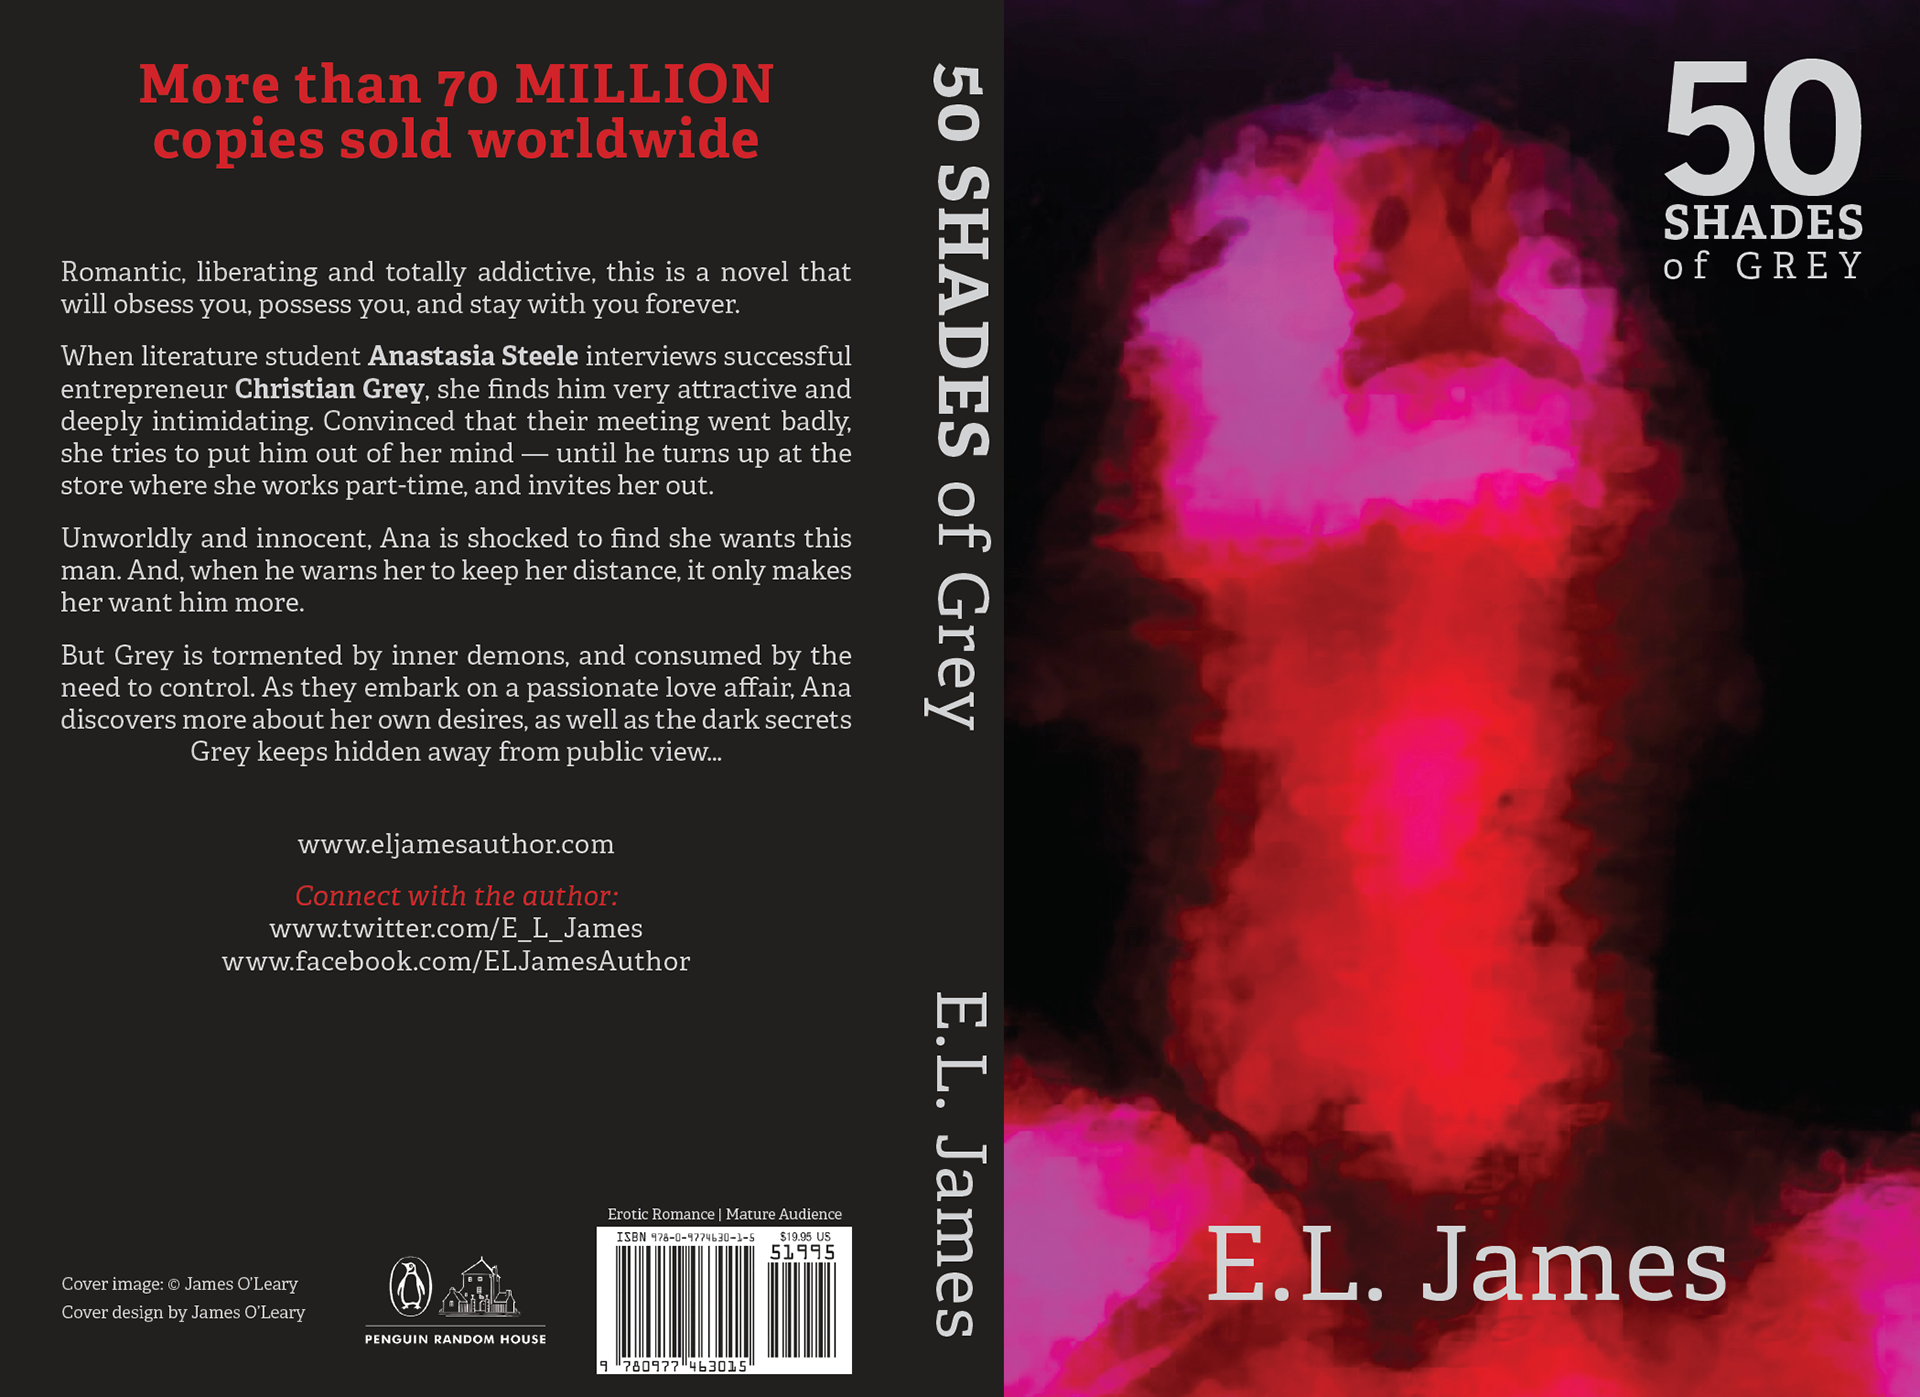 More than 70 MILLION
copies sold worldwide
Romantic, liberating and totally addictive, this is a novel that
will obsess you, possess you, and stay with you forever.
When literature student Anastasia Steele interviews successful
entrepreneur Christian Grey, she finds him very attractive and
deeply intimidating. Convinced that their meeting went badly,
she tries to put him out of her mind — until he turns up at the
store where she works part-time, and invites her out.
Unworldly and innocent, Ana is shocked to find she wants this
man. And, when he warns her to keep her distance, it only makes
her want him more.
But Grey is tormented by inner demons, and consumed by the
need to control. As they embark on a passionate love affair, Ana
discovers more about her own desires, as well as the dark secrets
Grey keeps hidden away from public view...
www.eljamesauthor.com
Connect with the author:
www.twitter.com/E_L_James
www.facebook.com/ELJamesAuthor
Cover image: © James O'Leary
Cover design by James O'Leary
PENGUIN RANDOM HOUSE
Erotic Romance | Mature Audience
ISBN 978-0-9774630-1-5
$19.95 US
51995
9 780977 463015
50 SHADES of Grey
E.L. James
50
SHADES
of GREY
E.L. James